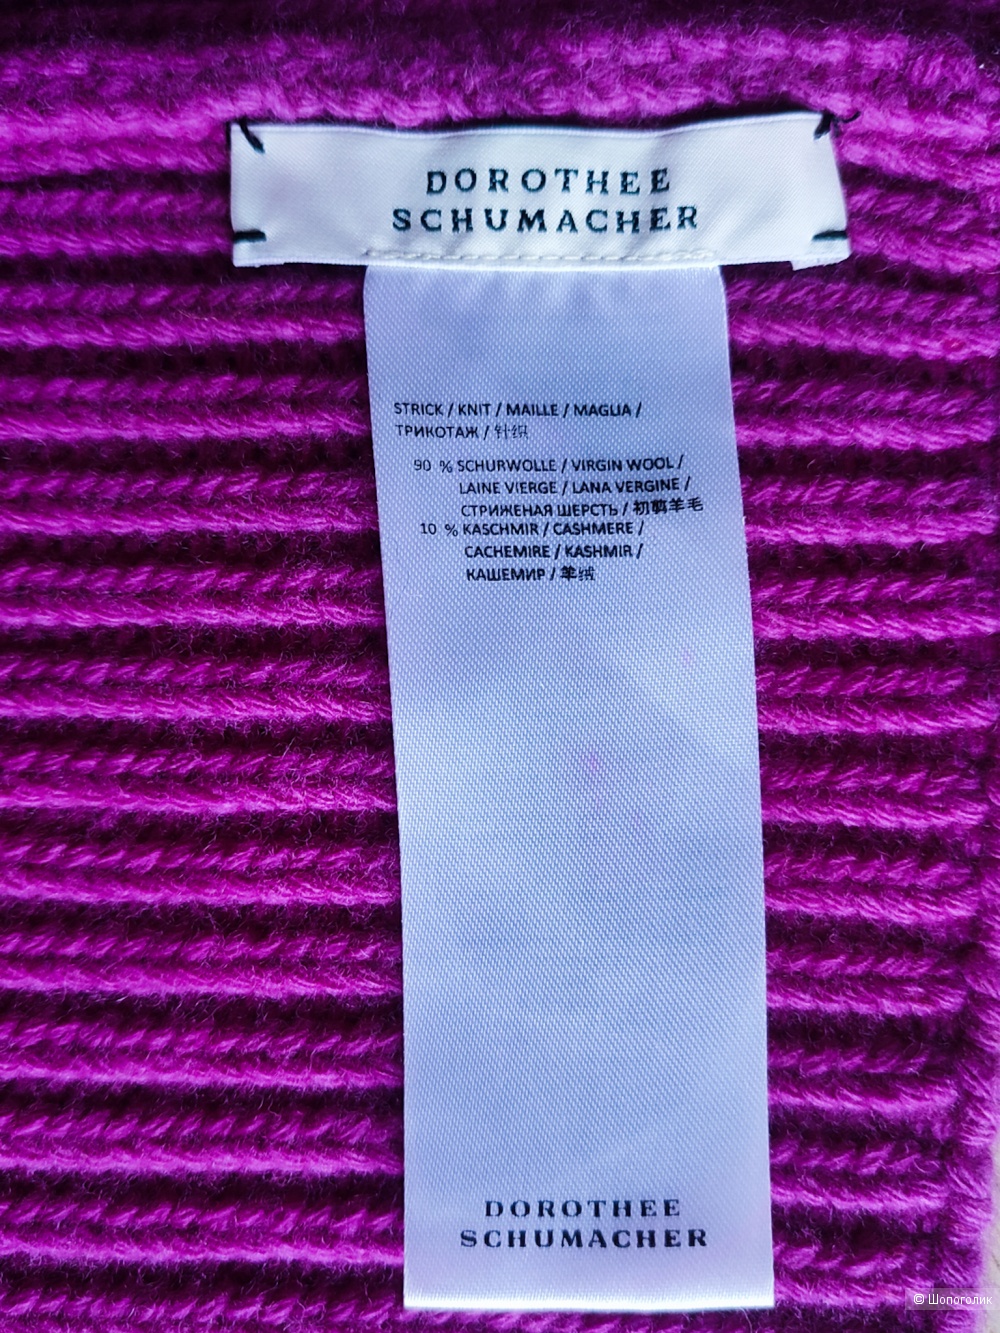 DOROTHEE
SCHUMACHER
STRICK / KNIT / MAILLE / MAGLIA /
ТРИКОТАЖ / 针织
90 % SCHURWOLLE / VIRGIN WOOL /
LAINE VIERGE / LANA VERGINE /
СТРИЖЕНАЯ ШЕРСТЬ / 初剪羊毛
10 % KASCHMIR / CASHMERE /
CACHEMIRE / KASHMIR /
КАШЕМИР / 羊绒
DOROTHEE
SCHUMACHER
© Шопоголик